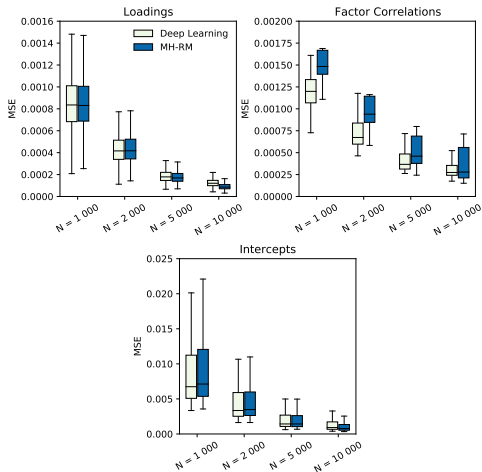 Loadings
MSE
0.0016
0.0014
0.0012
0.0010
0.0008
0.0006
0.0004
0.0002
0.0000
Deep Learning
MH-RM
N = 1 000
N = 2 000
N = 5 000
N = 10 000
Factor Correlations
MSE
0.00200
0.00175
0.00150
0.00125
0.00100
0.00075
0.00050
0.00025
0.00000
N = 1 000
N = 2 000
N = 5 000
N = 10 000
Intercepts
MSE
0.025
0.020
0.015
0.010
0.005
0.000
N = 1 000
N = 2 000
N = 5 000
N = 10 000